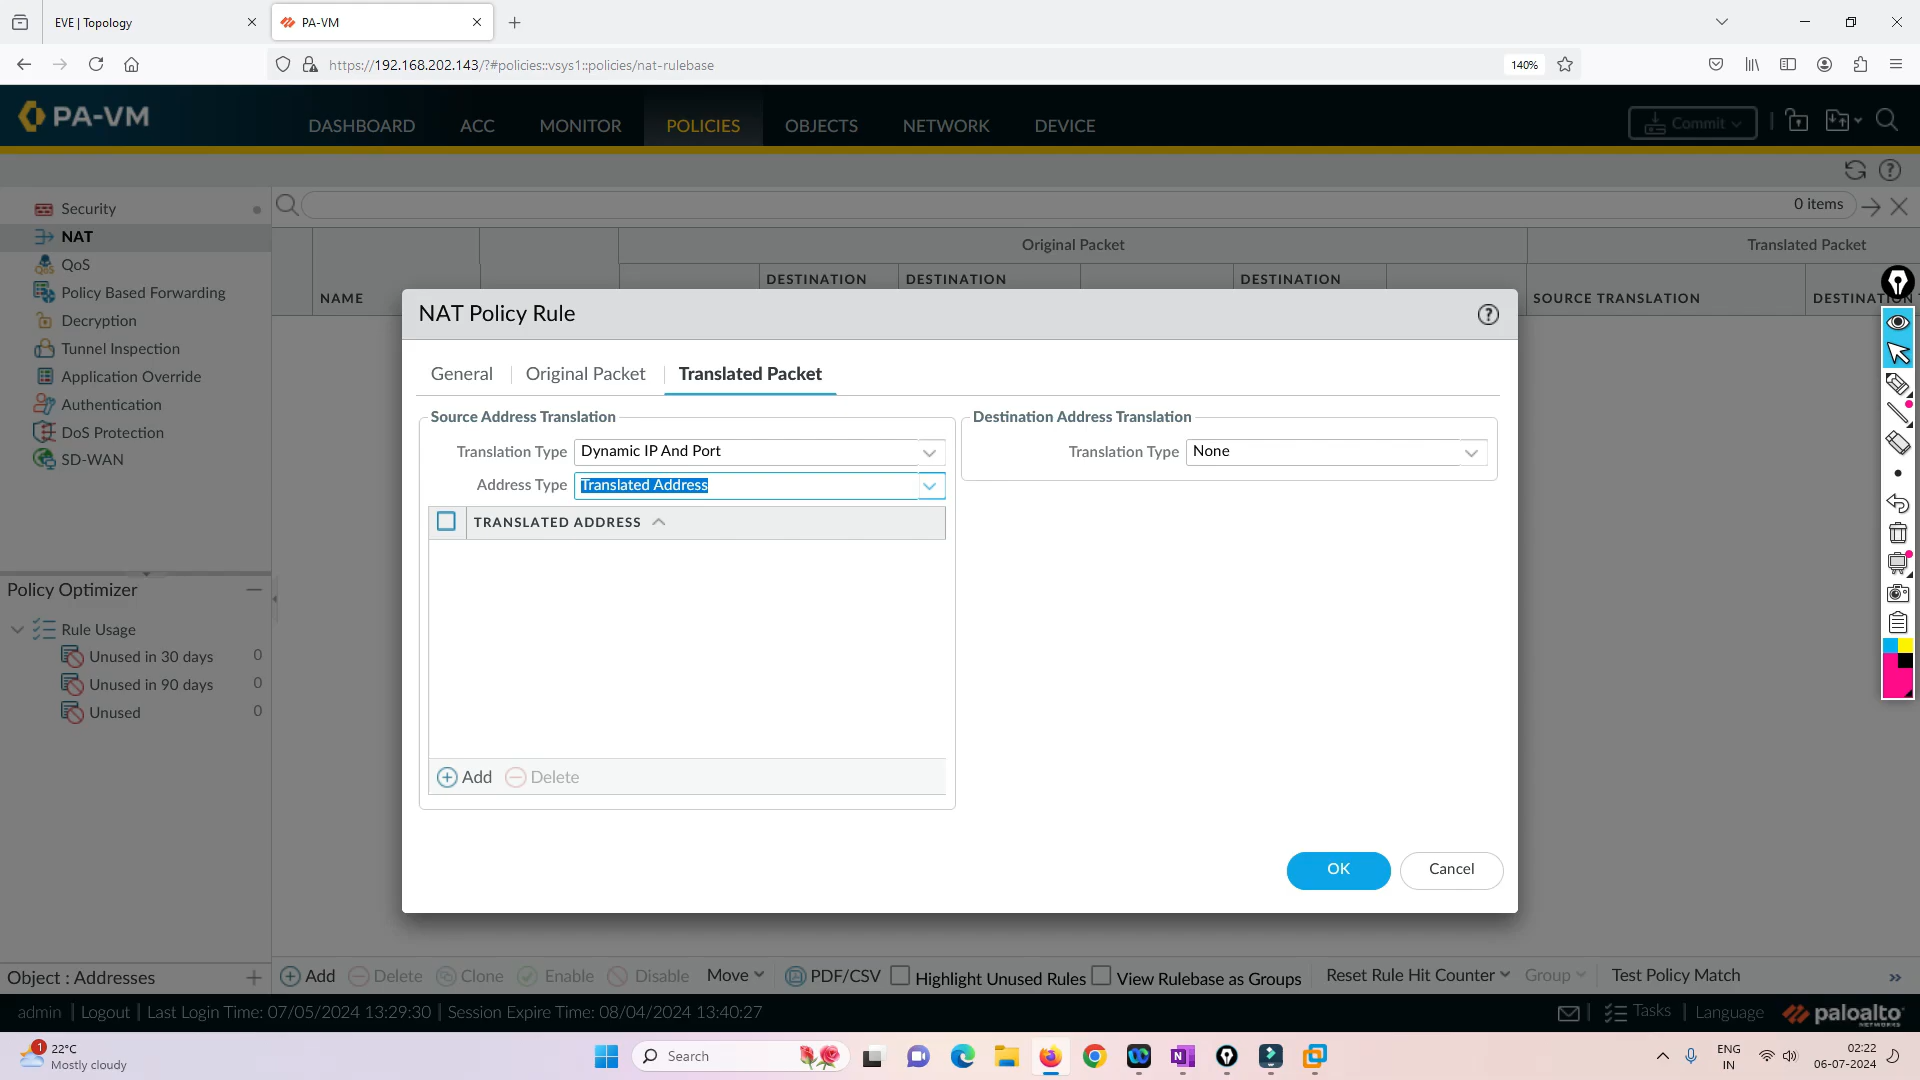 EVE | Topology
PA-VM
https://192.168.202.143/?#policies::vsys1::policies/nat-rulebase
140%
PA-VM
DASHBOARD
ACC
MONITOR
POLICIES
OBJECTS
NETWORK
DEVICE
Commit
Security
NAT
QoS
Policy Based Forwarding
Decryption
Tunnel Inspection
Application Override
Authentication
DoS Protection
SD-WAN
0 items
Original Packet
Translated Packet
NAME
DESTINATION
DESTINATION
DESTINATION
SOURCE TRANSLATION
DESTINATION
NAT Policy Rule
General
Original Packet
Translated Packet
Source Address Translation
Translation Type Dynamic IP And Port
Address Type Translated Address
TRANSLATED ADDRESS
Add
Delete
Destination Address Translation
Translation Type None
OK
Cancel
Policy Optimizer
Rule Usage
Unused in 30 days 0
Unused in 90 days 0
Unused 0
Object : Addresses
Add
Delete
Clone
Enable
Disable
Move
PDF/CSV
Highlight Unused Rules
View Rulebase as Groups
Reset Rule Hit Counter
Group
Test Policy Match
admin | Logout | Last Login Time: 07/05/2024 13:29:30 | Session Expire Time: 08/04/2024 13:40:27
Tasks | Language
paloalto
NETWORKS
1
22°C
Mostly cloudy
Search
ENG
IN
02:22
06-07-2024